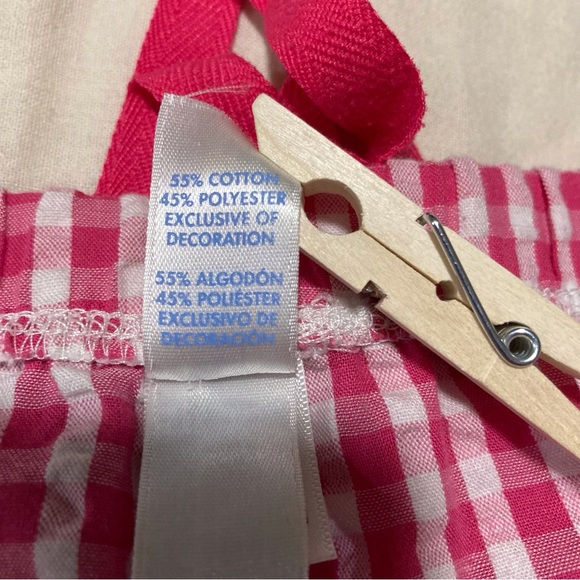 55% COTTON
45% POLYESTER
EXCLUSIVE OF
DECORATION
55% ALGODÓN
45% POLIÉSTER
EXCLUSIVO DE
DECORACIÓN